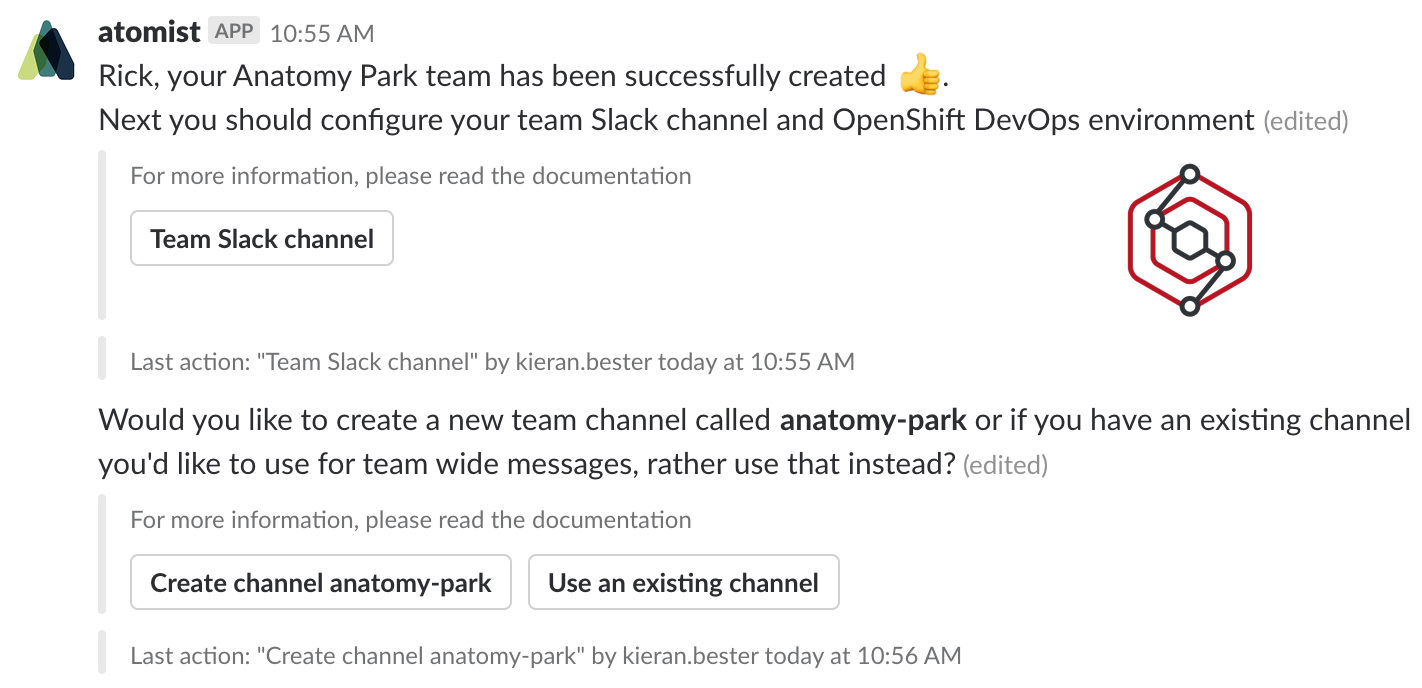 atomist APP 10:55 AM
Rick, your Anatomy Park team has been successfully created 👍.
Next you should configure your team Slack channel and OpenShift DevOps environment (edited)
For more information, please read the documentation
Team Slack channel
Last action: "Team Slack channel" by kieran.bester today at 10:55 AM
Would you like to create a new team channel called anatomy-park or if you have an existing channel
you'd like to use for team wide messages, rather use that instead? (edited)
For more information, please read the documentation
Create channel anatomy-park Use an existing channel
Last action: "Create channel anatomy-park" by kieran.bester today at 10:56 AM